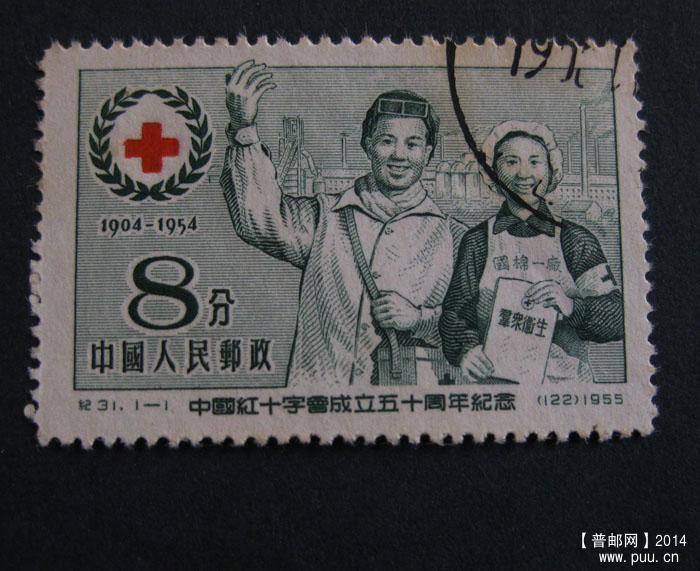 1904-1954
8分
中國人民郵政
國棉一廠
羣衆衛生
紀31.1-1 中國紅十字會成立五十周年紀念 (122)1955
【普邮网】2014
www.puu.cn